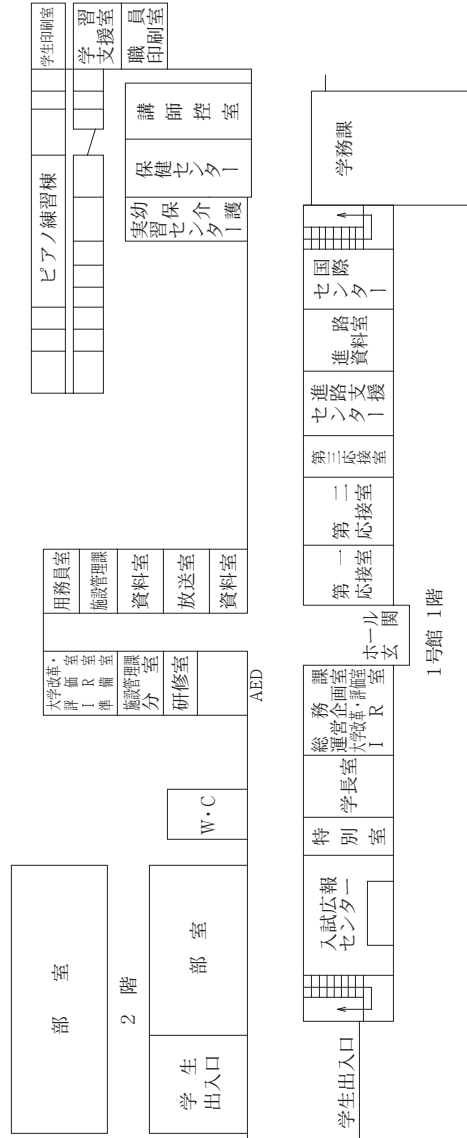 部　室
2　階
部　室
学　生
出入口
W・C
大学改革・
評価室
ＩＲ室
準備室
施設管理課
分　室
研修室
AED
用務員室
施設管理課
資料室
放送室
資料室
ピアノ練習棟
学生印刷室
学習
支援室
職員
印刷室
講師控室
保健
センター
実幼
習保
セ介
ン護
タ
ー
学生出入口
入試広報
センター
特別室
学長室
総務課
運営企画室
大学改革・評価室
ＩＲ室
玄関
ホール
第一
応接室
第二
応接室
第三
応接室
進路支援
センター
進路
資料室
国際
センター
学務課
1号館 1階